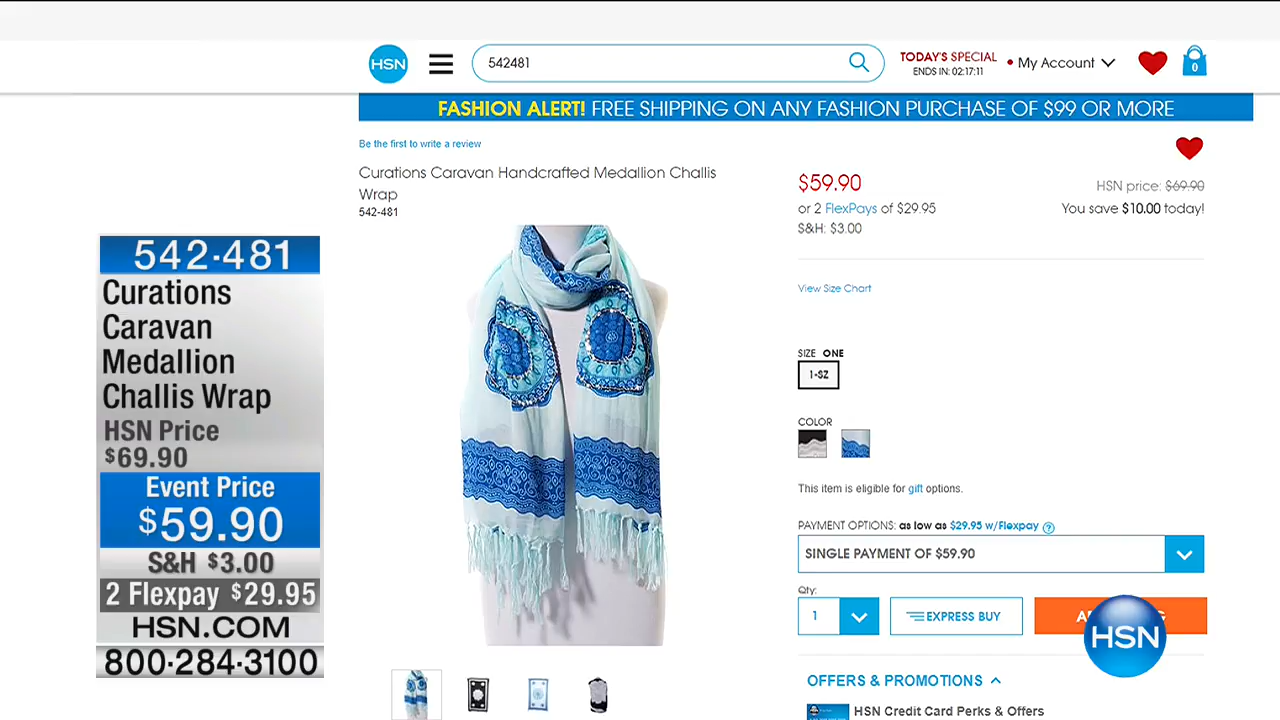 HSN
542481
TODAY'S SPECIAL
ENDS IN: 02:17:11
My Account
0
FASHION ALERT! FREE SHIPPING ON ANY FASHION PURCHASE OF $99 OR MORE
Be the first to write a review
Curations Caravan Handcrafted Medallion Challis
Wrap
542-481
$59.90
HSN price: $69.90
or 2 FlexPays of $29.95
You save $10.00 today!
S&H: $3.00
View Size Chart
SIZE ONE
1-SZ
COLOR
This item is eligible for gift options.
PAYMENT OPTIONS: as low as $29.95 w/Flexpay ?
SINGLE PAYMENT OF $59.90
Qty:
1
EXPRESS BUY
HSN
OFFERS & PROMOTIONS
HSN Credit Card Perks & Offers
542·481
Curations
Caravan
Medallion
Challis Wrap
HSN Price
$69.90
Event Price
$59.90
S&H $3.00
2 Flexpay $29.95
HSN.COM
800·284·3100